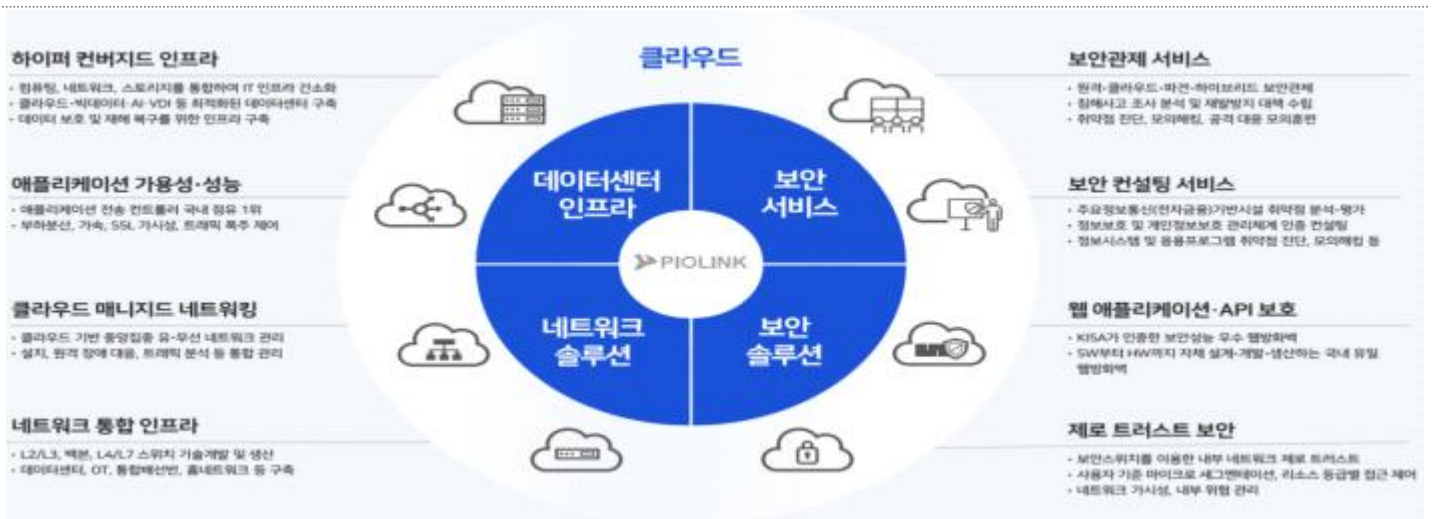 하이퍼 컨버지드 인프라
• 컴퓨팅, 네트워크, 스토리지를 통합하여 IT 인프라 간소화
• 클라우드·빅데이터·AI·VDI 등 최적화된 데이터센터 구축
• 데이터 보호 및 재해 복구를 위한 인프라 구축
애플리케이션 가용성·성능
• 애플리케이션 전송 컨트롤러 국내 점유 1위
• 부하분산, 가속, SSL 가시성, 트래픽 폭주 제어
클라우드 매니지드 네트워킹
• 클라우드 기반 중앙집중 유·무선 네트워크 관리
• 설치, 원격 장애 대응, 트래픽 분석 등 통합 관리
네트워크 통합 인프라
• L2/L3, 백본, L4/L7 스위치 기술개발 및 생산
• 데이터센터, OT, 통합배선반, 홈네트워크 등 구축
클라우드
데이터센터
인프라
보안
서비스
PIOLINK
네트워크
솔루션
보안
솔루션
보안관제 서비스
• 원격·클라우드·파견·하이브리드 보안관제
• 침해사고 조사 분석 및 재발방지 대책 수립
• 취약점 진단, 모의해킹, 공격 대응 모의훈련
보안 컨설팅 서비스
• 주요정보통신(전자금융)기반시설 취약점 분석·평가
• 정보보호 및 개인정보보호 관리체계 인증 컨설팅
• 정보시스템 및 응용프로그램 취약점 진단, 모의해킹 등
웹 애플리케이션·API 보호
• KISA가 인증한 보안성능 우수 웹방화벽
• SW부터 HW까지 자체 설계·개발·생산하는 국내 유일
웹방화벽
제로 트러스트 보안
• 보안스위치를 이용한 내부 네트워크 제로 트러스트
• 사용자 기준 마이크로 세그멘테이션, 리소스 등급별 접근 제어
• 네트워크 가시성, 내부 위협 관리